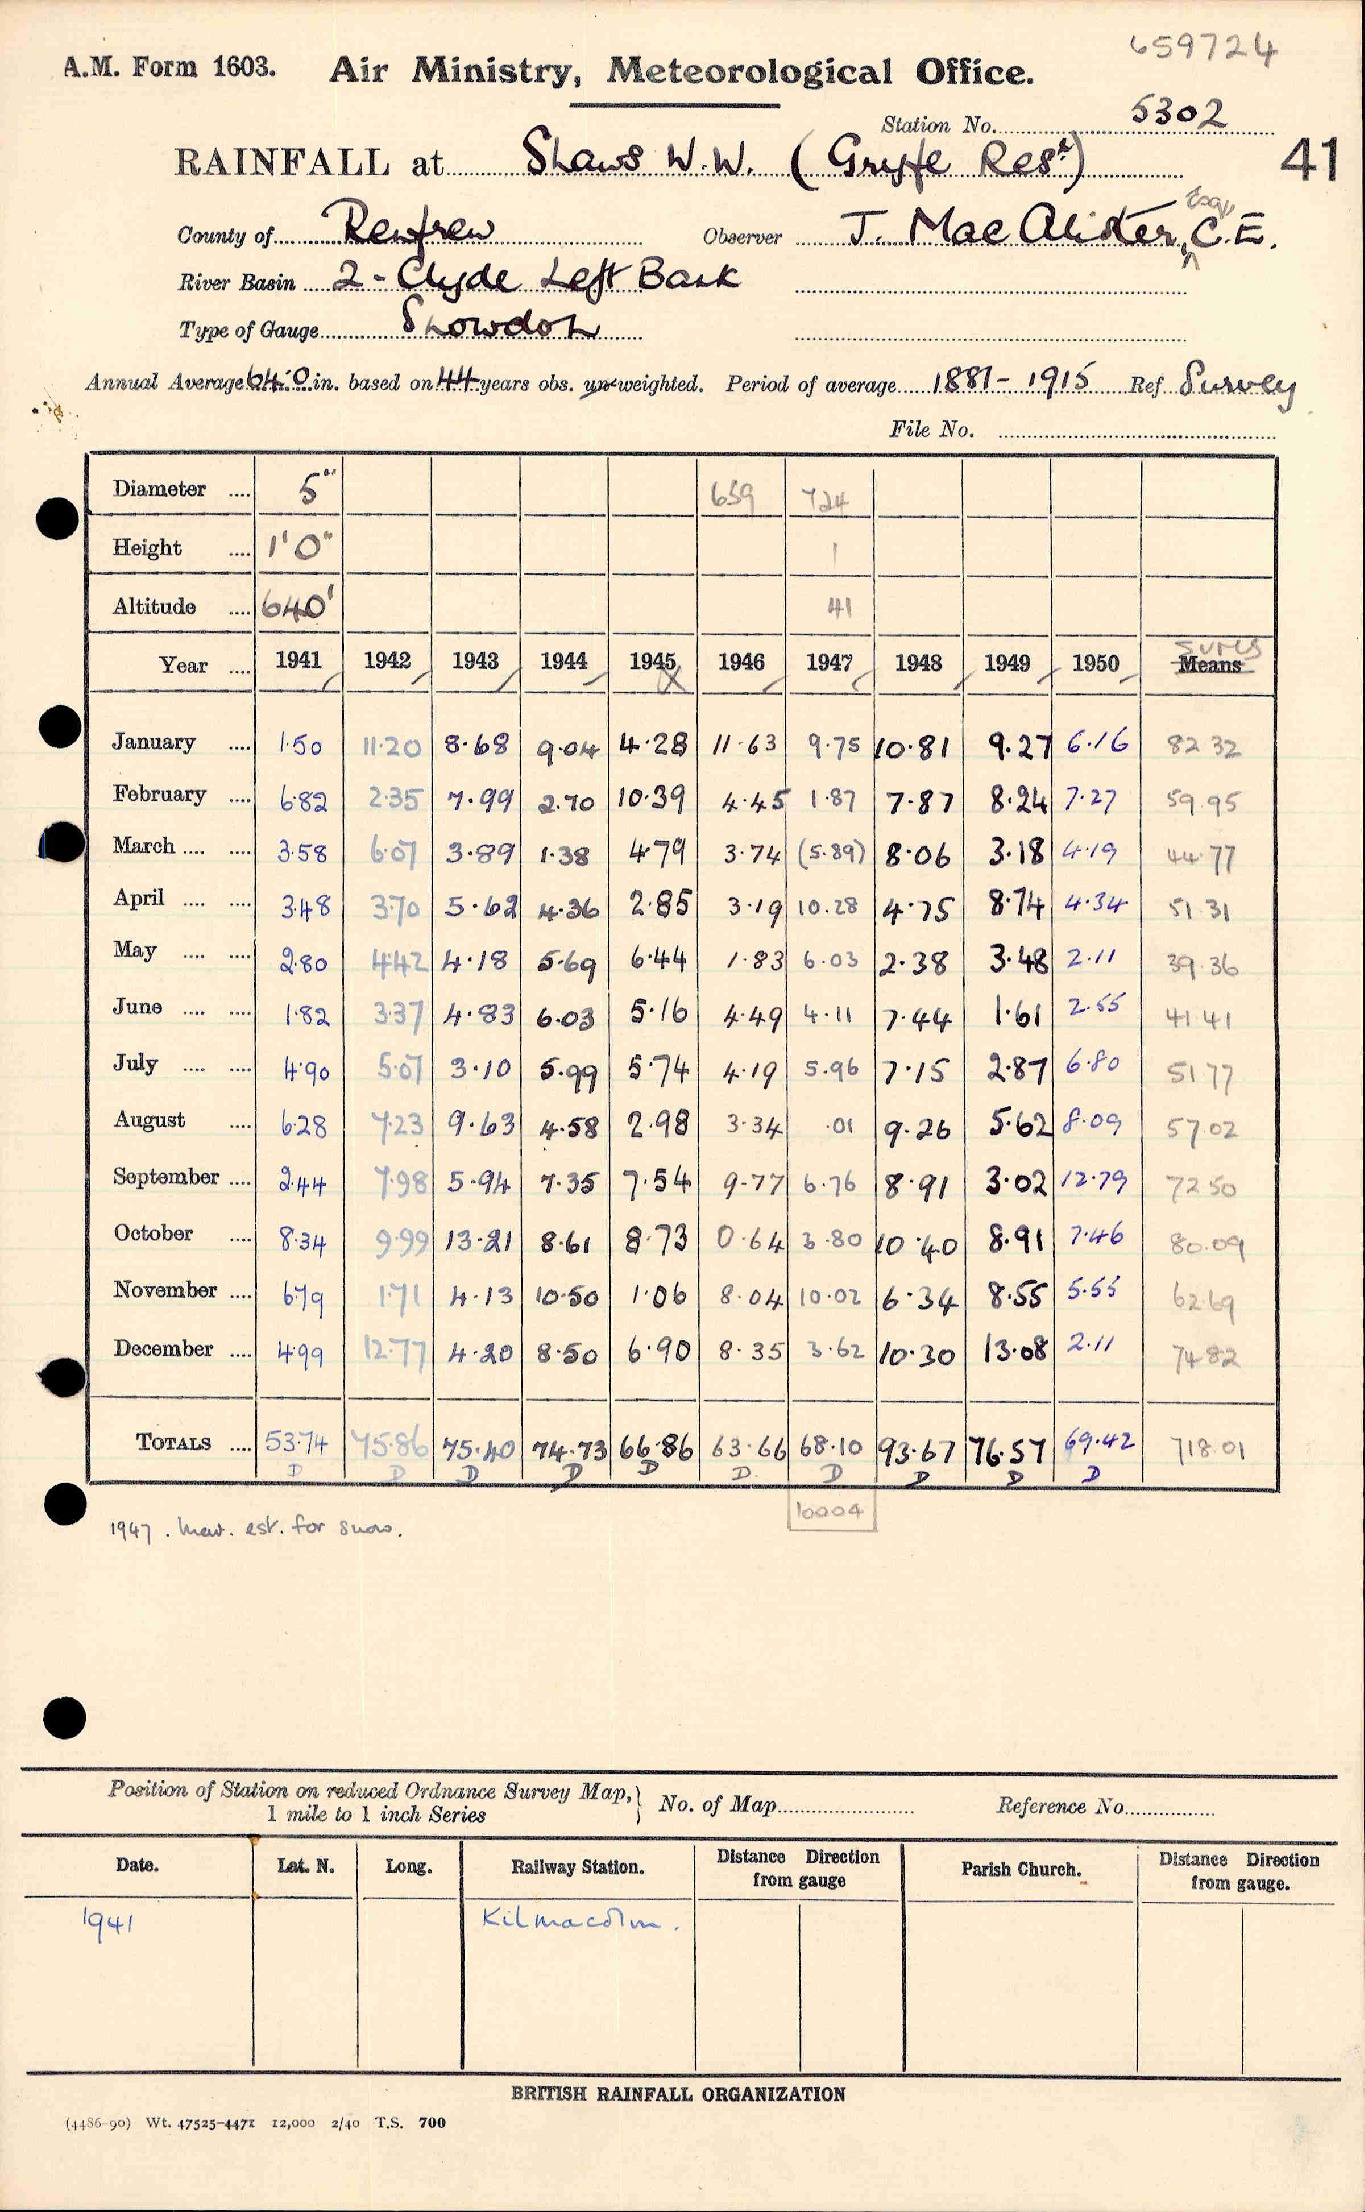 659724
A.M. Form 1603. Air Ministry, Meteorological Office.
Station No. 5302
41
RAINFALL at Shaws W.W. (Gryfe Resr)
County of Renfrew Observer J. MacAlister, Esq. C.E.
River Basin 2 - Clyde Left Bank
Type of Gauge Snowdon
Annual Average 64.0 in. based on 44 years obs. un-weighted. Period of average 1881 - 1915 Ref Survey
File No.
Diameter .... 5" 659 724
Height .... 1'0" 1
Altitude .... 640' 41
Year .... 1941 1942 1943 1944 1945 1946 1947 1948 1949 1950 Sums Means
January .... 1.50 11.20 8.68 9.04 4.28 11.63 9.75 10.81 9.27 6.16 82 32
February .... 6.82 2.35 7.99 2.70 10.39 4.45 1.87 7.87 8.24 7.27 59.95
March .... .... 3.58 6.07 3.89 1.38 4.79 3.74 (5.89) 8.06 3.18 4.19 44.77
April .... .... 3.48 3.70 5.62 4.36 2.85 3.19 10.28 4.75 8.74 4.34 51 31
May .... .... 2.80 4.42 4.18 5.69 6.44 1.83 6.03 2.38 3.48 2.11 39.36
June .... .... 1.82 3.37 4.83 6.03 5.16 4.49 4.11 7.44 1.61 2.55 41 41
July .... .... 4.90 5.07 3.10 5.99 5.74 4.19 5.96 7.15 2.87 6.80 51 77
August .... 6.28 7.23 9.63 4.58 2.98 3.34 .01 9.26 5.62 8.09 57 02
September .... 2.44 7.98 5.94 7.35 7.54 9.77 6.76 8.91 3.02 12.79 72 50
October .... 8.34 9.99 13.21 8.61 8.73 0.64 3.80 10.40 8.91 7.46 80.09
November .... 6.79 1.71 4.13 10.50 1.06 8.04 10.02 6.34 8.55 5.55 62.69
December .... 4.99 12.77 4.20 8.50 6.90 8.35 3.62 10.30 13.08 2.11 74 82
TOTALS .... 53.74 75.86 75.40 74.73 66.86 63.66 68.10 93.67 76.57 69.42 718.01
D D D D D D D D D D
10004
1947. Mar. est. for snow.
Position of Station on reduced Ordnance Survey Map, 1 mile to 1 inch Series } No. of Map Reference No.
Date. Lat. N. Long. Railway Station. Distance Direction from gauge Parish Church. Distance Direction from gauge.
1941 Kilmacolm.
BRITISH RAINFALL ORGANIZATION
(4486-90) Wt. 47525-4471 12,000 2/40 T.S. 700